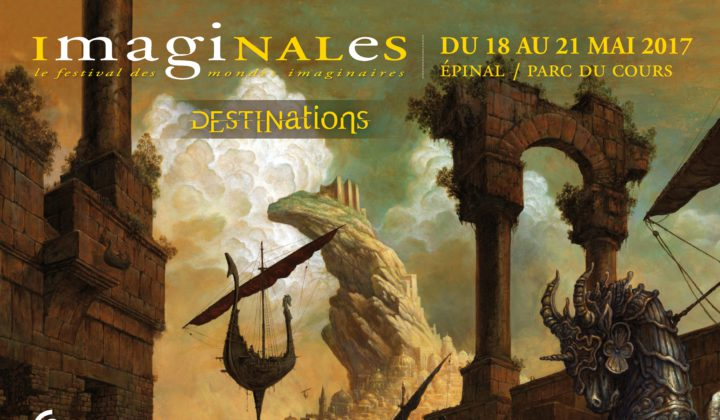 Imaginales
le festival des mondes imaginaires
DU 18 AU 21 MAI 2017
ÉPINAL / PARC DU COURS
DESTINations